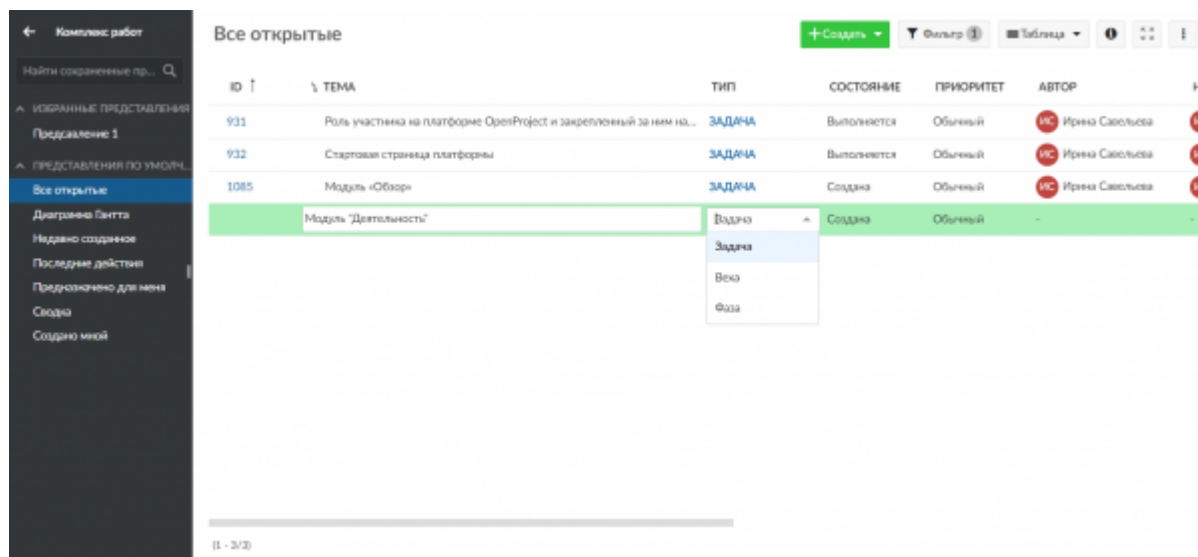 Комплекс работ
Найти сохраненные пр...
ИЗБРАННЫЕ ПРЕДСТАВЛЕНИЯ
Предсавление 1
ПРЕДСТАВЛЕНИЯ ПО УМОЛЧ...
Все открытые
Диаграмма Гантта
Недавно созданное
Последние действия
Предназначено для меня
Сводка
Создано мной
Все открытые
+ Создать Фильтр 1 Таблица
ID ТЕМА ТИП СОСТОЯНИЕ ПРИОРИТЕТ АВТОР
931 Роль участника на платформе OpenProject и закрепленный за ним на... ЗАДАЧА Выполняется Обычный ИС Ирина Савельева
932 Стартовая страница платформы ЗАДАЧА Выполняется Обычный ИС Ирина Савельева
1085 Модуль «Обзор» ЗАДАЧА Создана Обычный ИС Ирина Савельева
Модуль "Деятельность" Задача Создана Обычный - -
Задача
Веха
Фаза
(1 - 3/3)